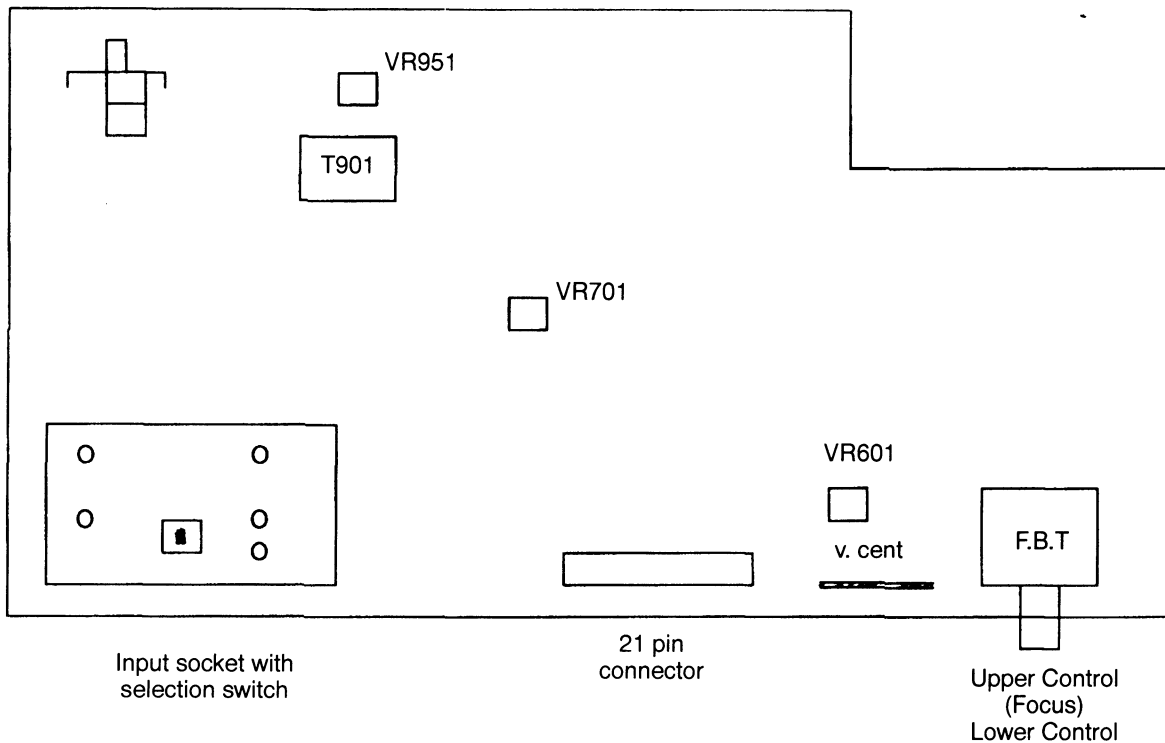 VR951
T901
VR701
VR601
v. cent
F.B.T
Input socket with
selection switch
21 pin
connector
Upper Control
(Focus)
Lower Control